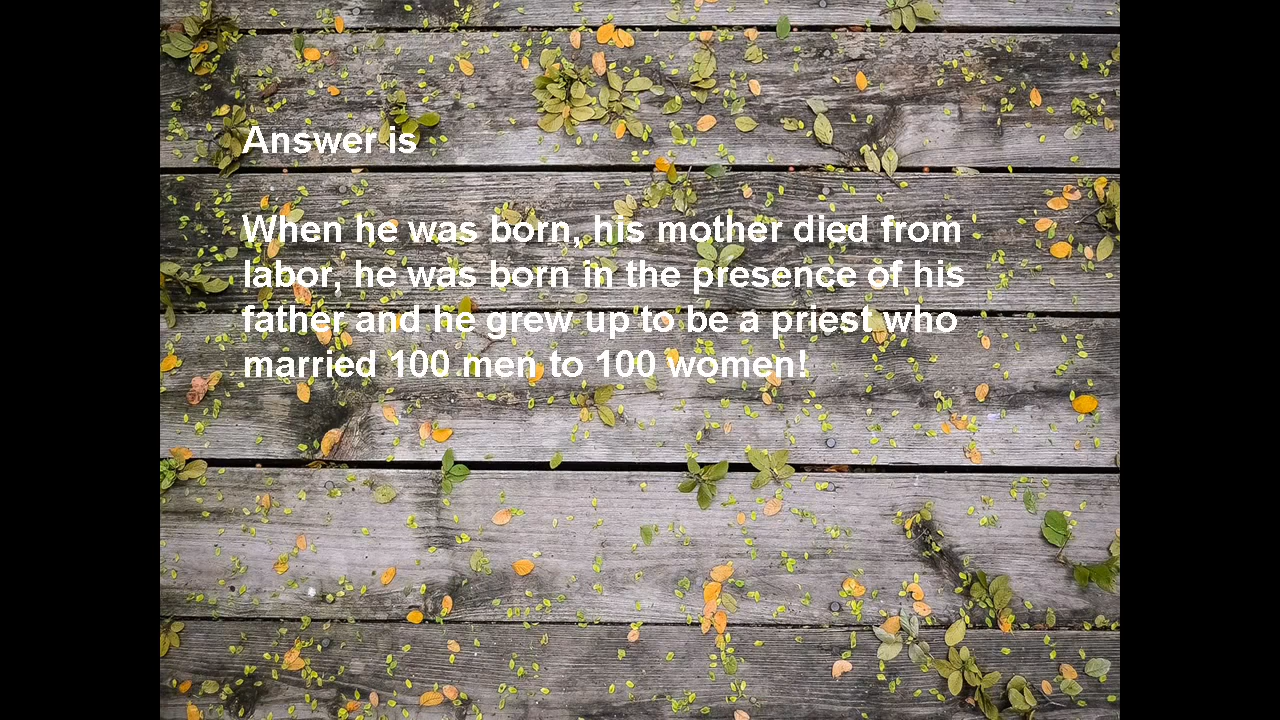 Answer is
When he was born, his mother died from
labor, he was born in the presence of his
father and he grew up to be a priest who
married 100 men to 100 women!